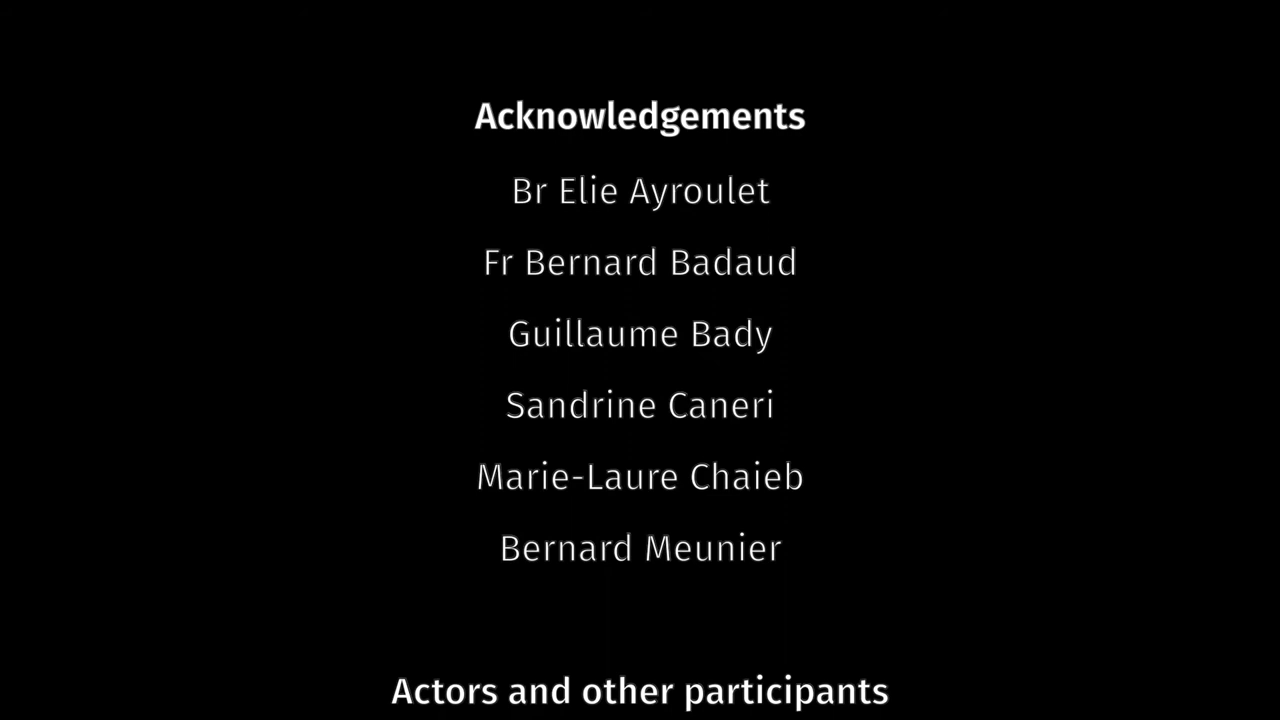 Acknowledgements
Br Elie Ayroulet
Fr Bernard Badaud
Guillaume Bady
Sandrine Caneri
Marie-Laure Chaieb
Bernard Meunier
Actors and other participants